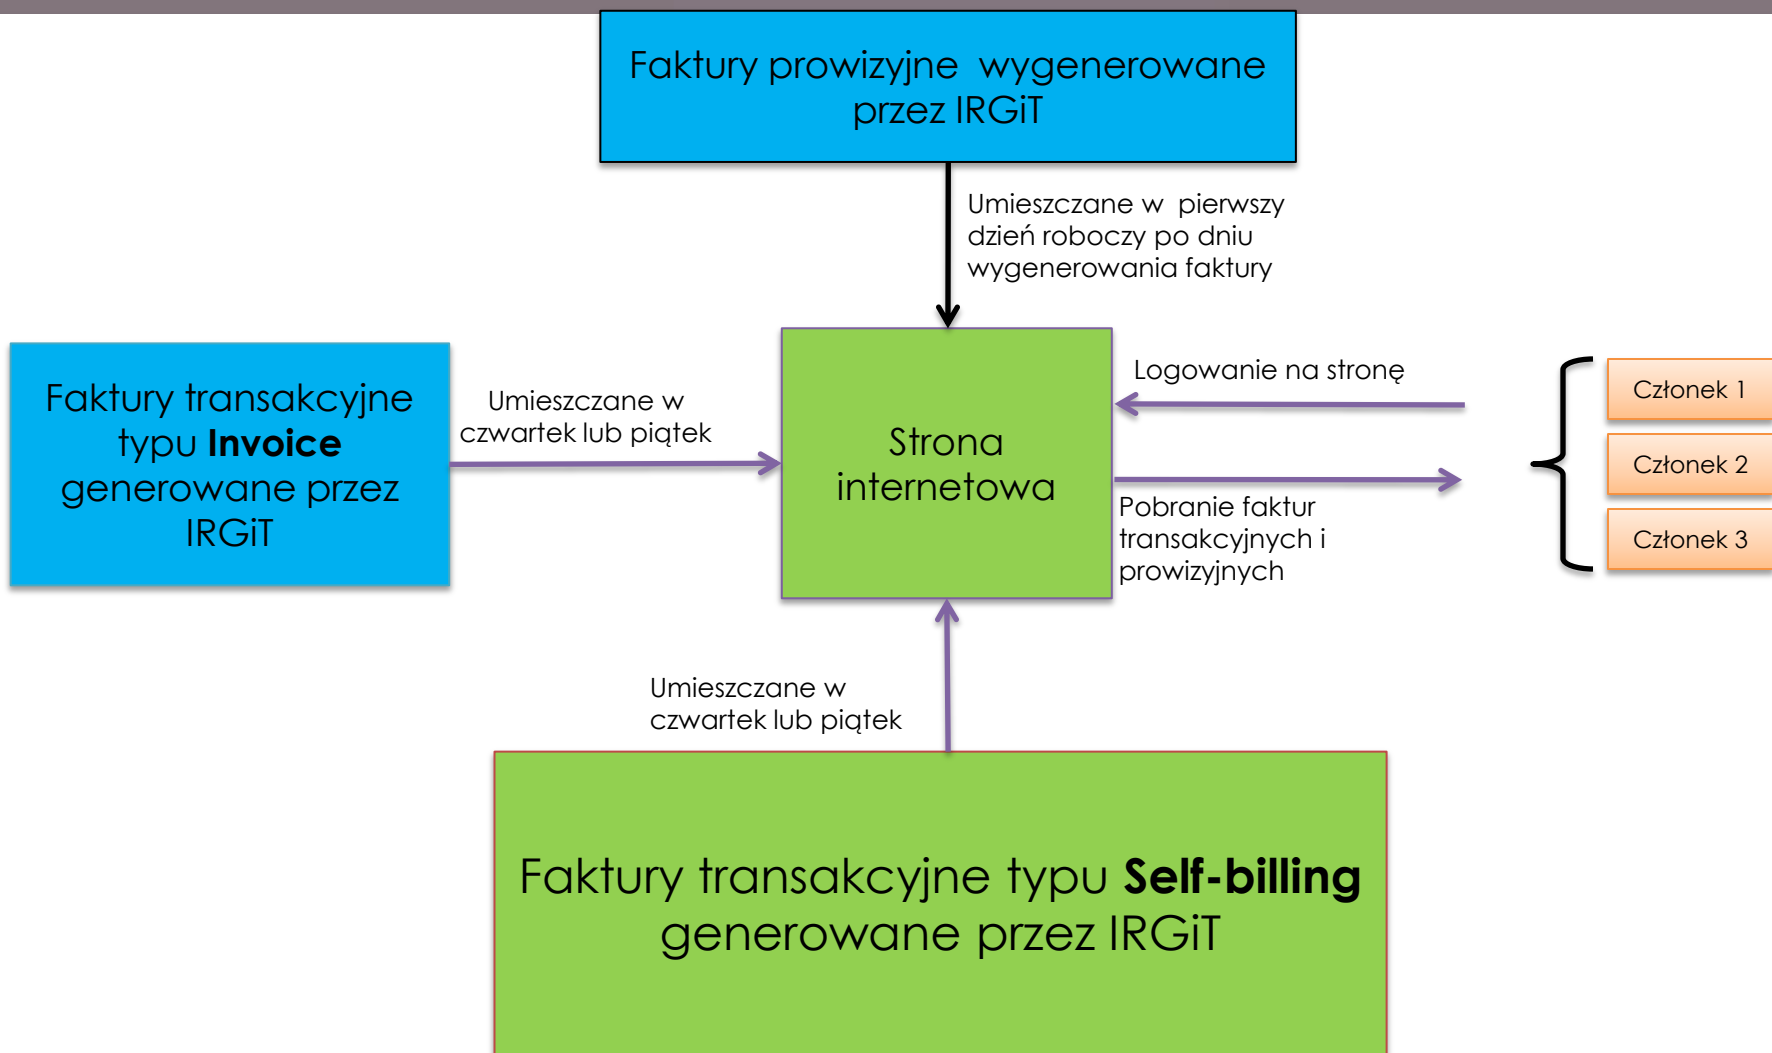 Faktury prowizyjne wygenerowane
przez IRGiT
Umieszczane w pierwszy
dzień roboczy po dniu
wygenerowania faktury
Faktury transakcyjne
typu Invoice
generowane przez
IRGiT
Umieszczane w
czwartek lub piątek
Strona
internetowa
Logowanie na stronę
Pobranie faktur
transakcyjnych i
prowizyjnych
Członek 1
Członek 2
Członek 3
Umieszczane w
czwartek lub piątek
Faktury transakcyjne typu Self-billing
generowane przez IRGiT